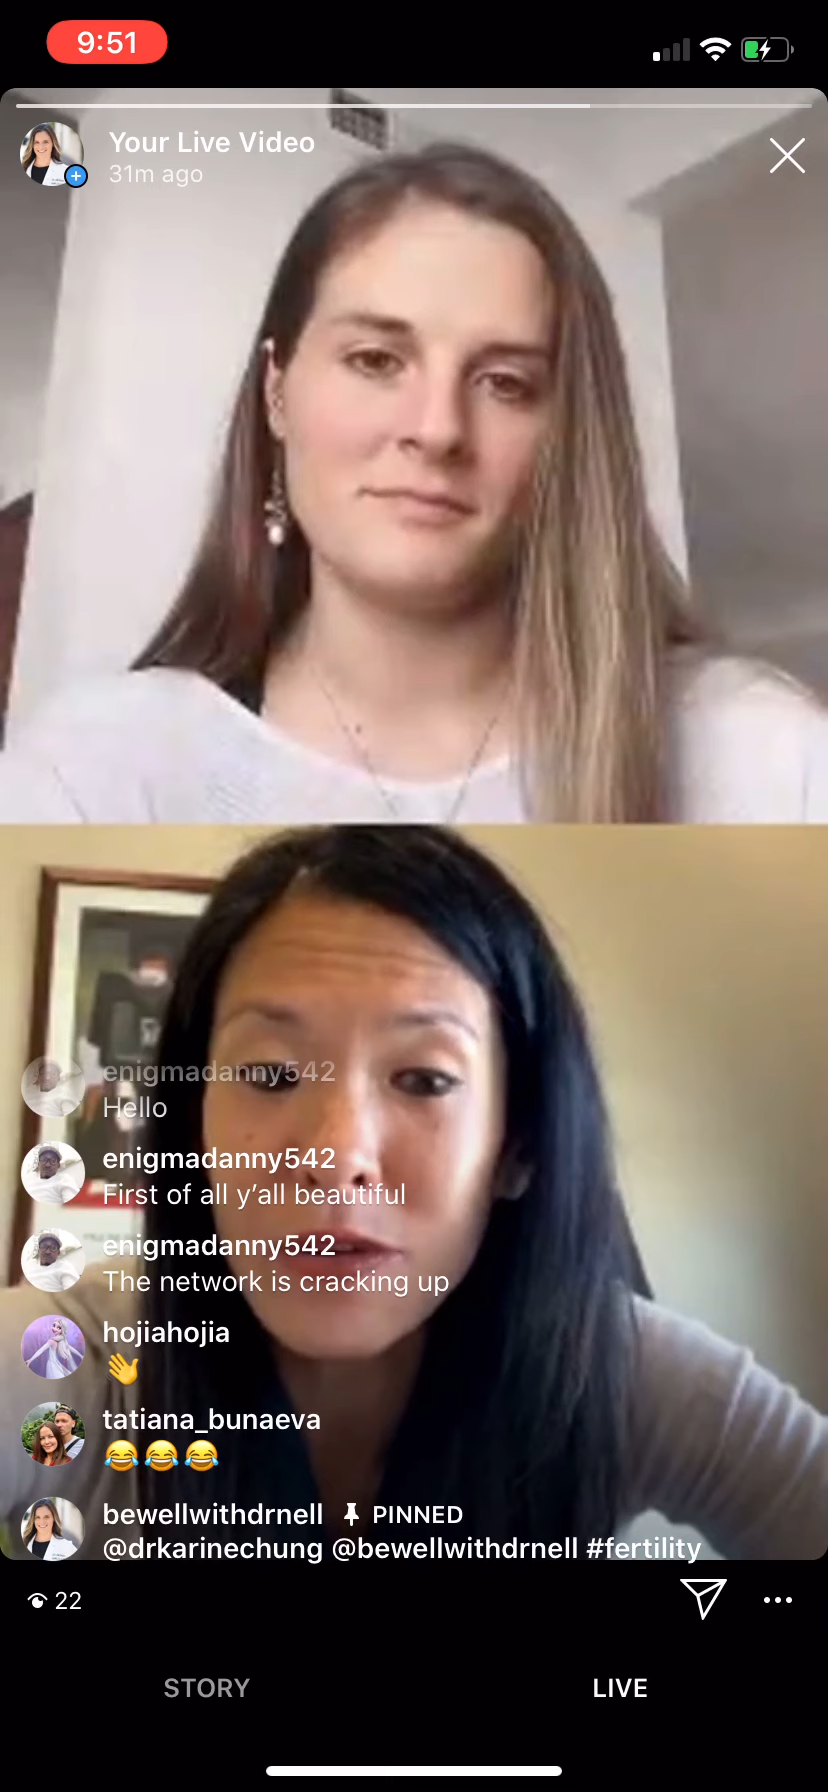 9:51
Your Live Video
31m ago
enigmadanny542
Hello
enigmadanny542
First of all y’all beautiful
enigmadanny542
The network is cracking up
hojiahojia
👋
tatiana_bunaeva
😂😂😂
bewellwithdrnell 📌 PINNED
@drkarinechung @bewellwithdrnell #fertility
22
STORY
LIVE